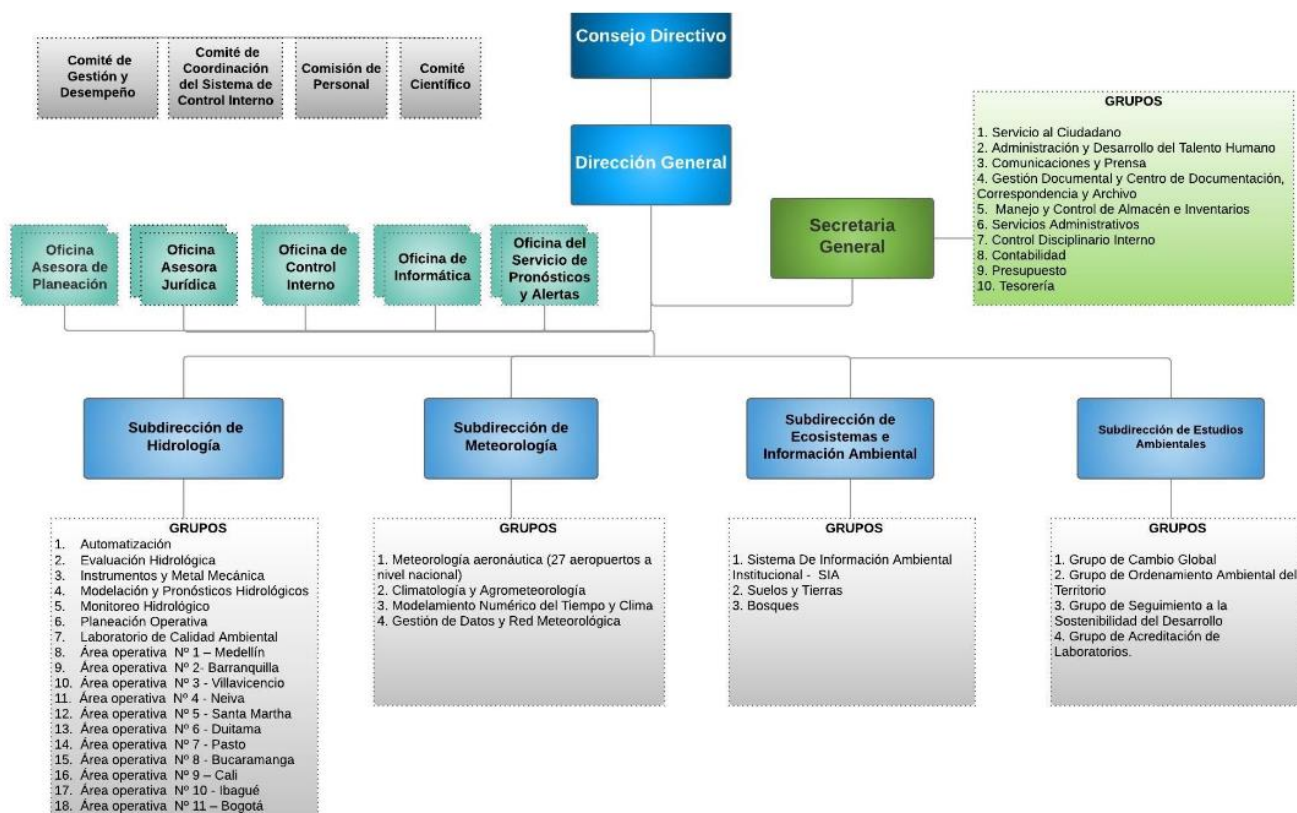 Consejo Directivo
Comité de
Gestión y
Desempeño
Comité de
Coordinación
del Sistema de
Control Interno
Comisión de
Personal
Comité
Científico
Dirección General
Secretaria
General
GRUPOS
1. Servicio al Ciudadano
2. Administración y Desarrollo del Talento Humano
3. Comunicaciones y Prensa
4. Gestión Documental y Centro de Documentación,
Correspondencia y Archivo
5. Manejo y Control de Almacén e Inventarios
6. Servicios Administrativos
7. Control Disciplinario Interno
8. Contabilidad
9. Presupuesto
10. Tesorería
Oficina
Asesora de
Planeación
Oficina
Asesora
Jurídica
Oficina de
Control
Interno
Oficina de
Informática
Oficina del
Servicio de
Pronósticos
y Alertas
Subdirección de
Hidrología
Subdirección de
Meteorología
Subdirección de
Ecosistemas e
Información Ambiental
Subdirección de Estudios
Ambientales
GRUPOS
1. Automatización
2. Evaluación Hidrológica
3. Instrumentos y Metal Mecánica
4. Modelación y Pronósticos Hidrológicos
5. Monitoreo Hidrológico
6. Planeación Operativa
7. Laboratorio de Calidad Ambiental
8. Área operativa Nº 1 – Medellín
9. Área operativa Nº 2- Barranquilla
10. Área operativa Nº 3 - Villavicencio
11. Área operativa Nº 4 - Neiva
12. Área operativa Nº 5 - Santa Martha
13. Área operativa Nº 6 - Duitama
14. Área operativa Nº 7 - Pasto
15. Área operativa Nº 8 - Bucaramanga
16. Área operativa Nº 9 – Cali
17. Área operativa Nº 10 - Ibagué
18. Área operativa Nº 11 – Bogotá
GRUPOS
1. Meteorología aeronáutica (27 aeropuertos a
nivel nacional)
2. Climatología y Agrometeorología
3. Modelamiento Numérico del Tiempo y Clima
4. Gestión de Datos y Red Meteorológica
GRUPOS
1. Sistema De Información Ambiental
Institucional - SIA
2. Suelos y Tierras
3. Bosques
GRUPOS
1. Grupo de Cambio Global
2. Grupo de Ordenamiento Ambiental del
Territorio
3. Grupo de Seguimiento a la
Sostenibilidad del Desarrollo
4. Grupo de Acreditación de
Laboratorios.